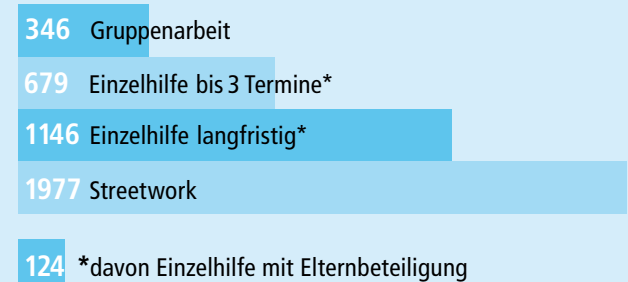 346 Gruppenarbeit
679 Einzelhilfe bis 3 Termine*
1146 Einzelhilfe langfristig*
1977 Streetwork
124 *davon Einzelhilfe mit Elternbeteiligung